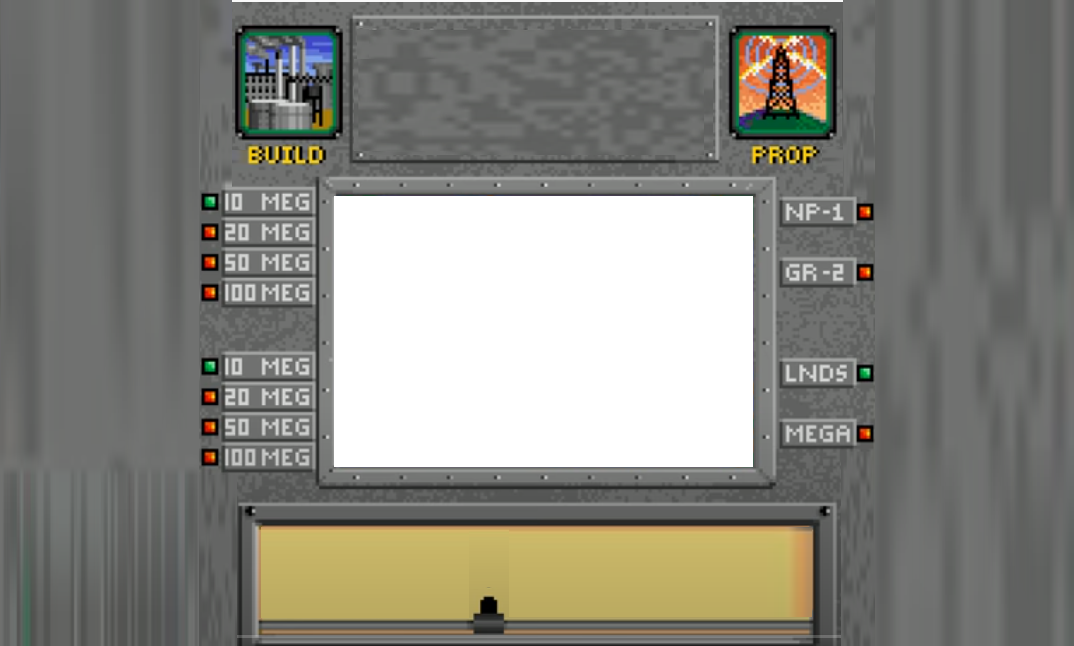 BUILD
PROP
10 MEG
20 MEG
50 MEG
100 MEG
10 MEG
20 MEG
50 MEG
100 MEG
NP-1
GR-2
LNDS
MEGA